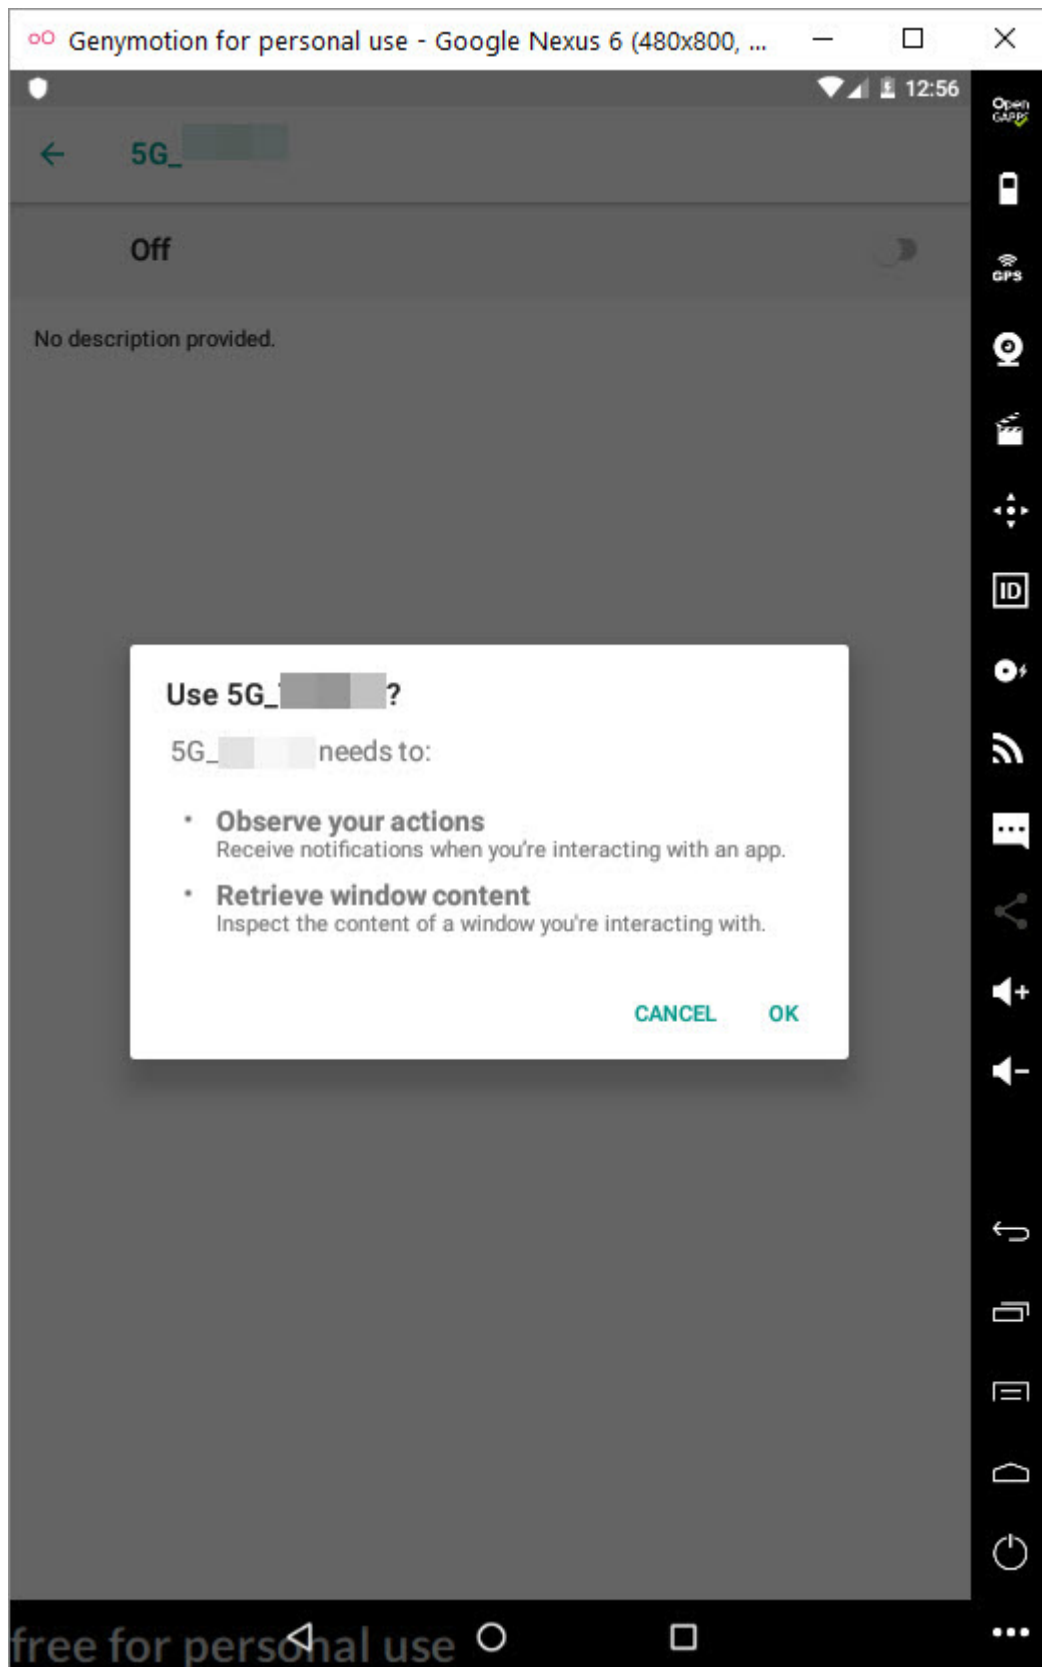 Genymotion for personal use - Google Nexus 6 (480x800, ...
12:56
Open
GAPPS
5G_
Off
GPS
No description provided.
ID
Use 5G_ ?
5G_ needs to:
• Observe your actions
Receive notifications when you're interacting with an app.
• Retrieve window content
Inspect the content of a window you're interacting with.
CANCEL OK
free for personal use